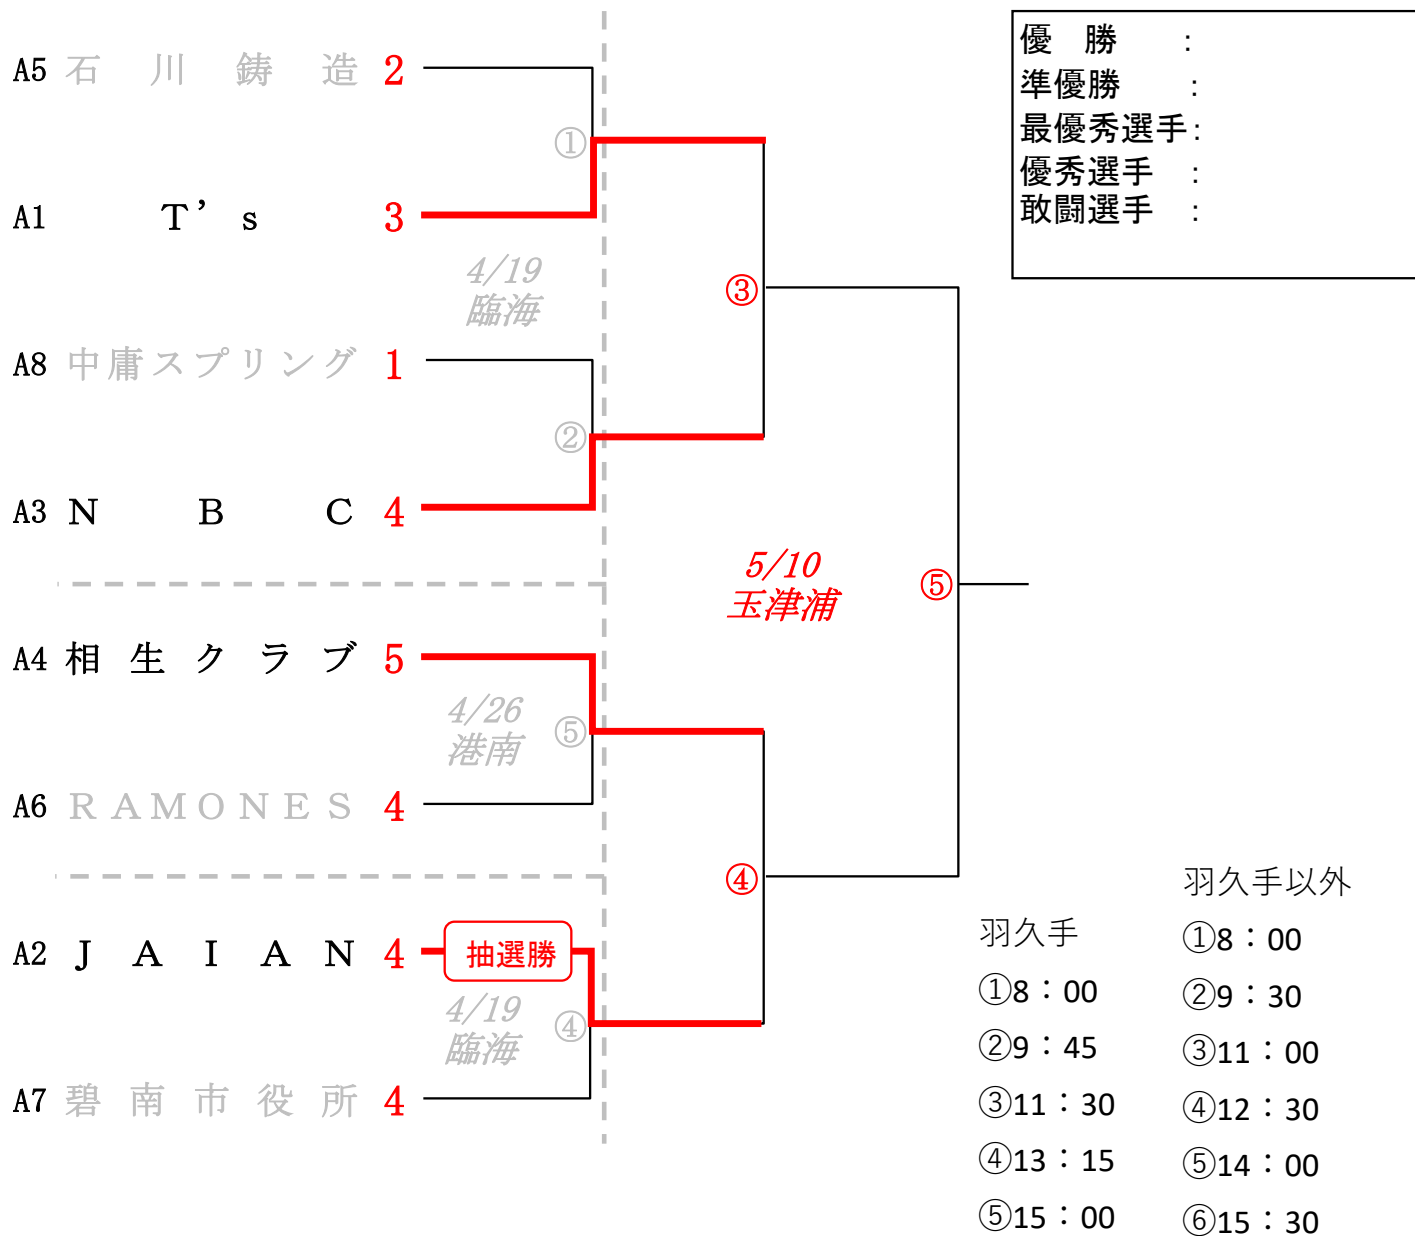 A5 石川鋳造 2
①
A1 T’s 3
4/19
臨海
③
A8 中庸スプリング 1
②
A3 NBC 4
5/10
玉津浦
⑤
A4 相生クラブ 5
4/26
港南
⑤
A6 RAMONES 4
④
A2 JAIAN 4 抽選勝
4/19
臨海
④
A7 碧南市役所 4
優　勝　：
準優勝　：
最優秀選手：
優秀選手　：
敢闘選手　：
羽久手
①8：00
②9：45
③11：30
④13：15
⑤15：00
羽久手以外
①8：00
②9：30
③11：00
④12：30
⑤14：00
⑥15：30